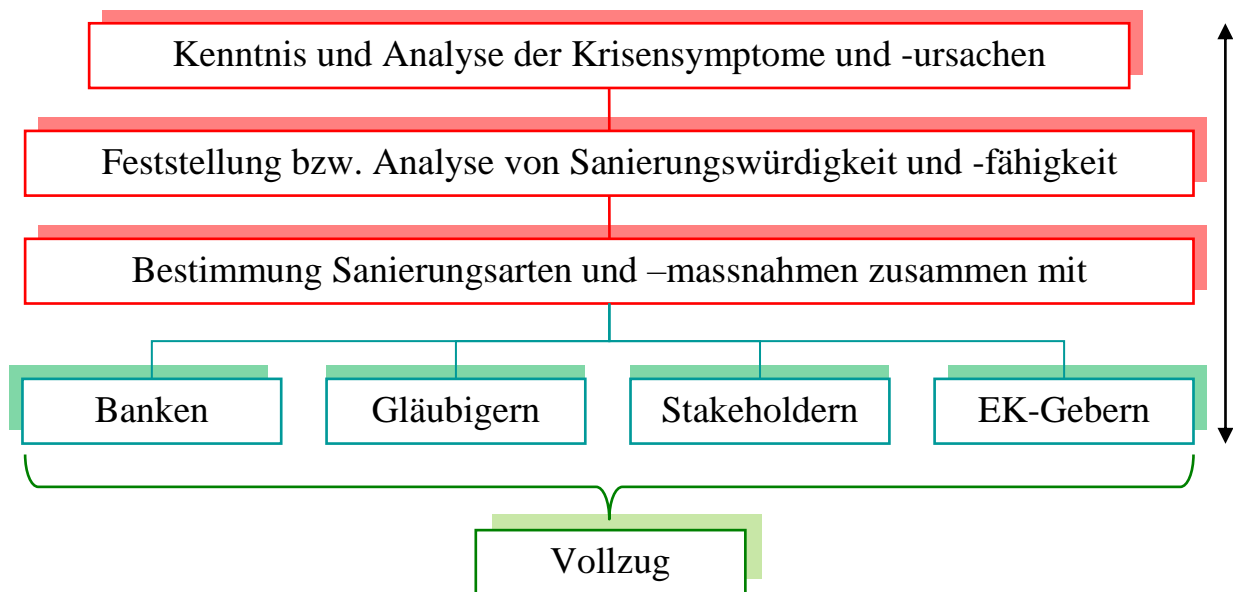 Kenntnis und Analyse der Krisensymptome und -ursachen
Feststellung bzw. Analyse von Sanierungswürdigkeit und -fähigkeit
Bestimmung Sanierungsarten und –massnahmen zusammen mit
Banken
Gläubigern
Stakeholdern
EK-Gebern
Vollzug